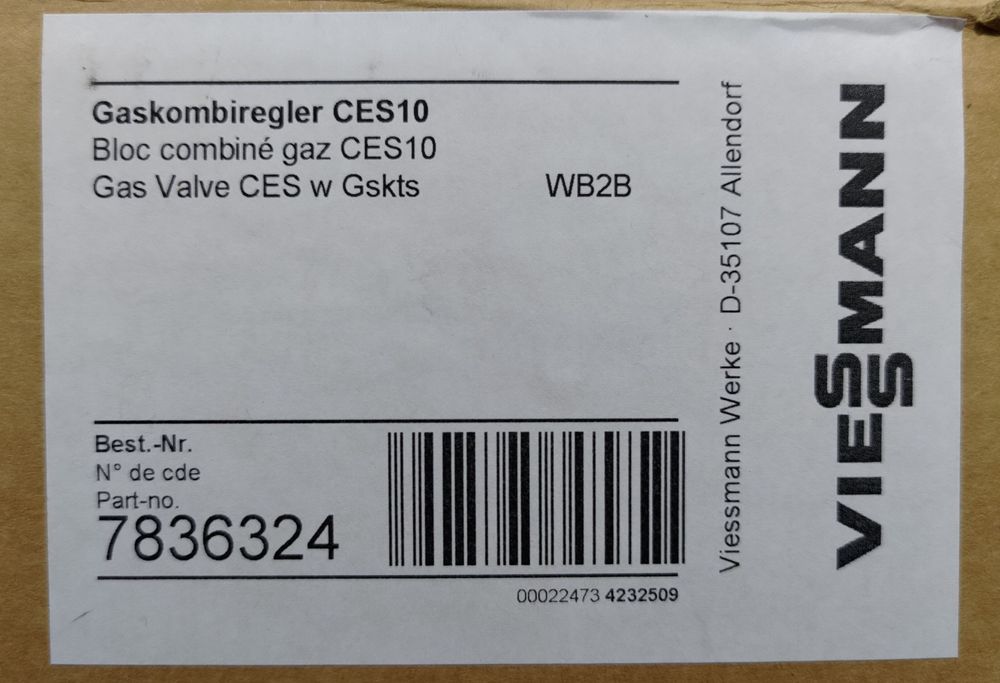 Gaskombiregler CES10
Bloc combiné gaz CES10
Gas Valve CES w Gskts WB2B
Best.-Nr.
N° de cde
Part-no.
7836324
00022473 4232509
Viessmann Werke · D-35107 Allendorf
VIESSMANN